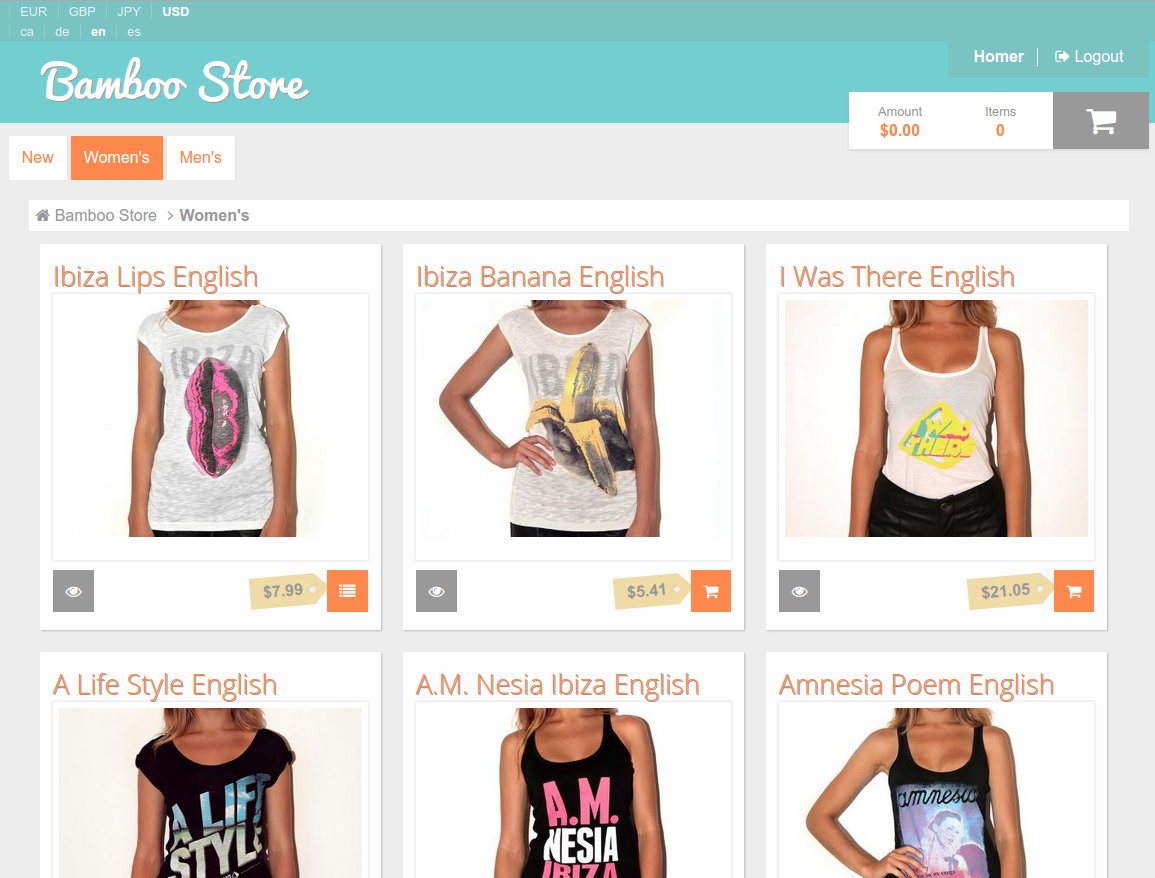 EUR GBP JPY USD
ca de en es
Homer Logout
Bamboo Store
Amount Items
$0.00 0
New Women's Men's
Bamboo Store > Women's
Ibiza Lips English
Ibiza Banana English
I Was There English
IBIZA
I WAS
THERE
$7.99
$5.41
$21.05
A Life Style English
A.M. Nesia Ibiza English
Amnesia Poem English
A LIFE
STYLE
A.M.
NESIA
IBIZA
amnesia